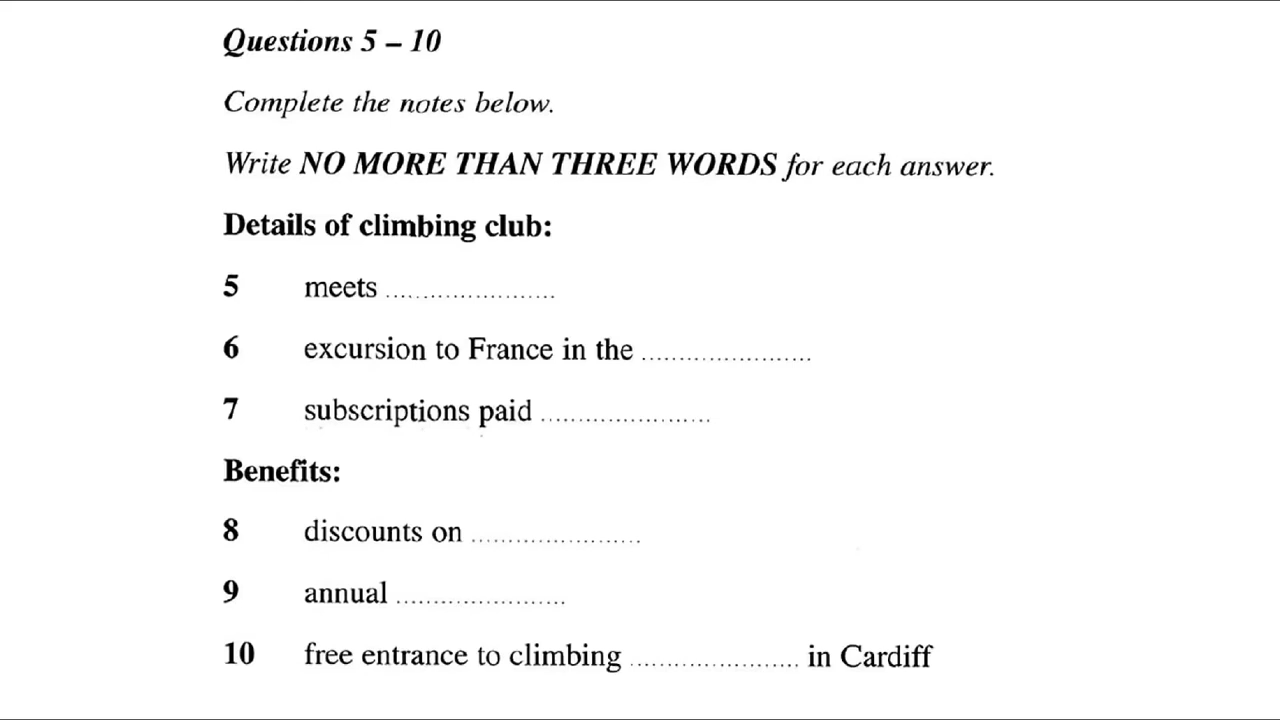 Questions 5 – 10
Complete the notes below.
Write NO MORE THAN THREE WORDS for each answer.
Details of climbing club:
5 meets ......................
6 excursion to France in the ......................
7 subscriptions paid ......................
Benefits:
8 discounts on ......................
9 annual ......................
10 free entrance to climbing ...................... in Cardiff